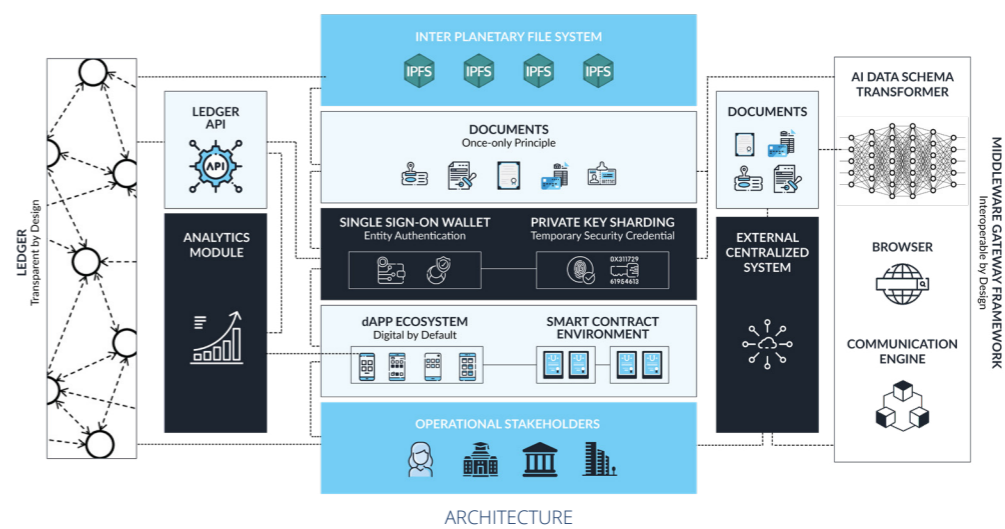 INTER PLANETARY FILE SYSTEM
IPFS IPFS IPFS IPFS
LEDGER
Transparent by Design
LEDGER
API
API
ANALYTICS
MODULE
DOCUMENTS
Once-only Principle
SINGLE SIGN-ON WALLET
Entity Authentication
PRIVATE KEY SHARDING
Temporary Security Credential
DX311729
61954613
dAPP ECOSYSTEM
Digital by Default
SMART CONTRACT
ENVIRONMENT
OPERATIONAL STAKEHOLDERS
DOCUMENTS
EXTERNAL
CENTRALIZED
SYSTEM
AI DATA SCHEMA
TRANSFORMER
BROWSER
COMMUNICATION
ENGINE
MIDDLEWARE GATEWAY FRAMEWORK
Interoperable by Design
ARCHITECTURE